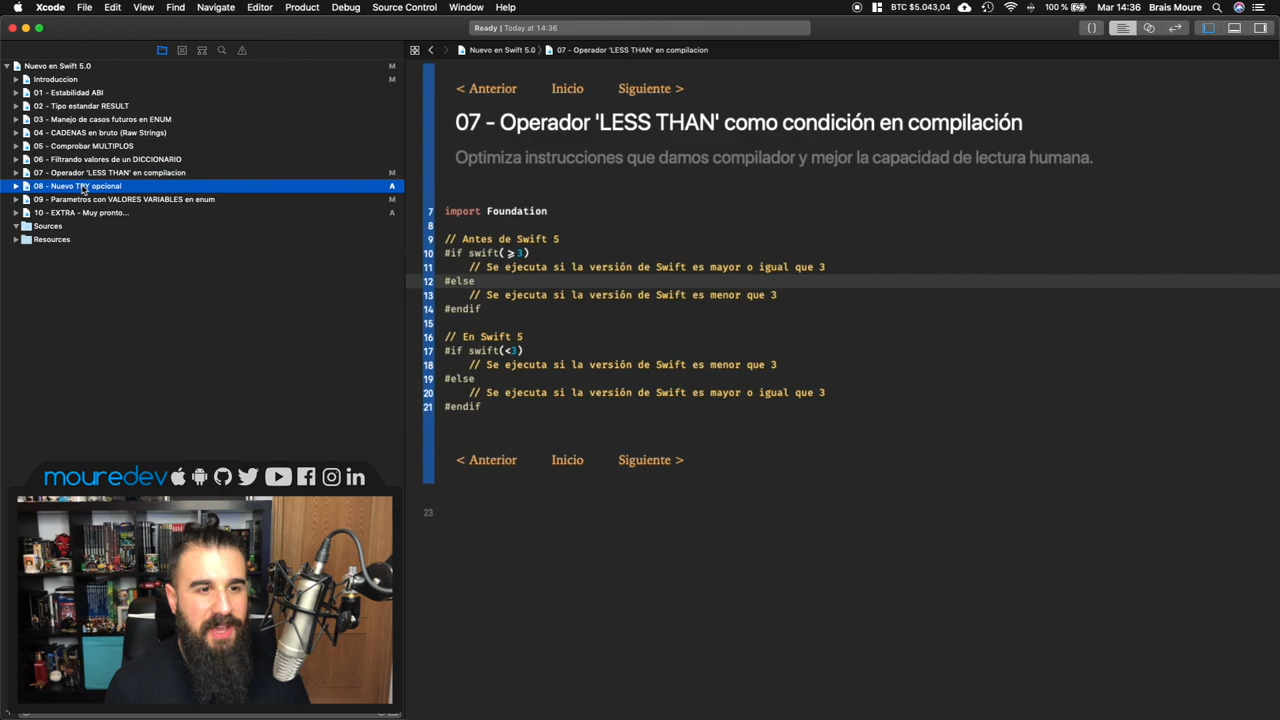 Xcode File Edit View Find Navigate Editor Product Debug Source Control Window Help BTC $5.043,04 100 % Mar 14:36 Brais Moure
Ready | Today at 14:36
Nuevo en Swift 5.0 M
Introduccion M
01 - Estabilidad ABI
02 - Tipo estandar RESULT
03 - Manejo de casos futuros en ENUM
04 - CADENAS en bruto (Raw Strings)
05 - Comprobar MULTIPLOS
06 - Filtrando valores de un DICCIONARIO
07 - Operador 'LESS THAN' en compilacion M
08 - Nuevo TRY opcional A
09 - Parametros con VALORES VARIABLES en enum M
10 - EXTRA - Muy pronto... A
Sources
Resources
Nuevo en Swift 5.0 〉 07 - Operador 'LESS THAN' en compilacion
< Anterior Inicio Siguiente >
07 - Operador 'LESS THAN' como condición en compilación
Optimiza instrucciones que damos compilador y mejor la capacidad de lectura humana.
7 import Foundation
8
9 // Antes de Swift 5
10 #if swift(>=3)
11 // Se ejecuta si la versión de Swift es mayor o igual que 3
12 #else
13 // Se ejecuta si la versión de Swift es menor que 3
14 #endif
15
16 // En Swift 5
17 #if swift(<3)
18 // Se ejecuta si la versión de Swift es menor que 3
19 #else
20 // Se ejecuta si la versión de Swift es mayor o igual que 3
21 #endif
< Anterior Inicio Siguiente >
23
mouredev